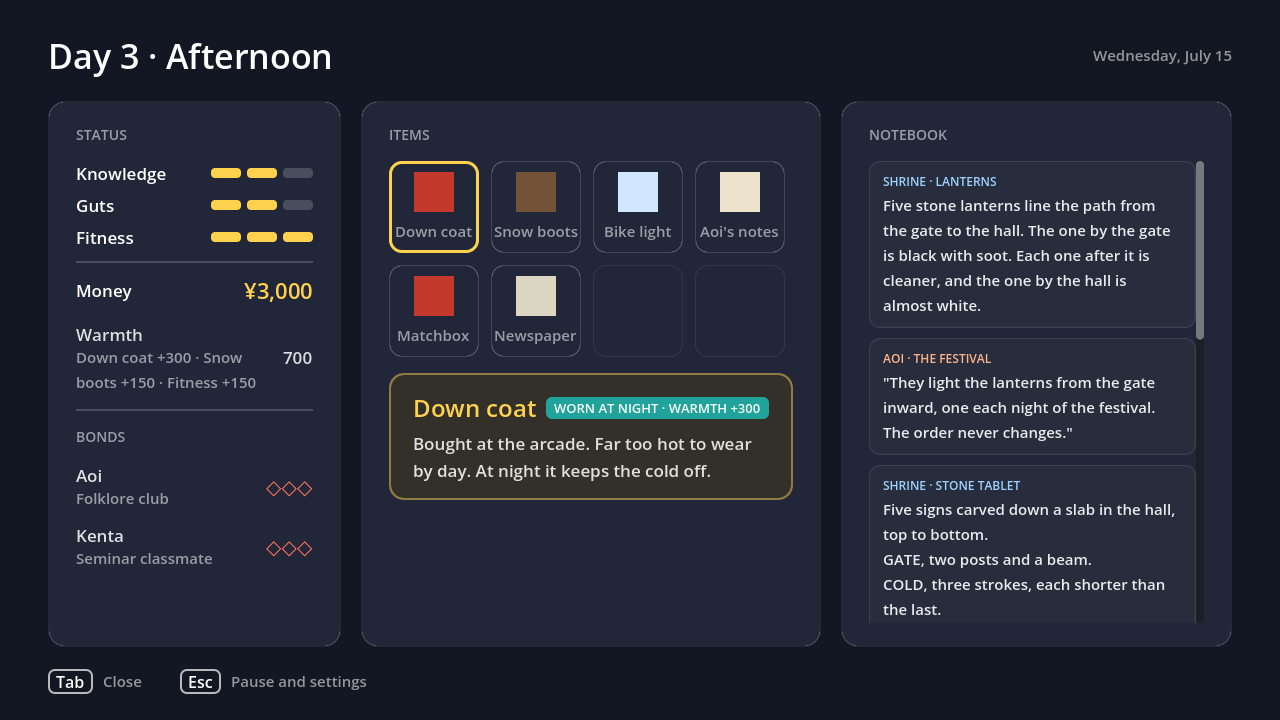 Day 3 · Afternoon
Wednesday, July 15
STATUS
Knowledge
Guts
Fitness
Money
¥3,000
Warmth
Down coat +300 · Snow
boots +150 · Fitness +150
700
BONDS
Aoi
Folklore club
Kenta
Seminar classmate
ITEMS
Down coat
Snow boots
Bike light
Aoi's notes
Matchbox
Newspaper
Down coat
WORN AT NIGHT · WARMTH +300
Bought at the arcade. Far too hot to wear
by day. At night it keeps the cold off.
NOTEBOOK
SHRINE · LANTERNS
Five stone lanterns line the path from
the gate to the hall. The one by the gate
is black with soot. Each one after it is
cleaner, and the one by the hall is
almost white.
AOI · THE FESTIVAL
"They light the lanterns from the gate
inward, one each night of the festival.
The order never changes."
SHRINE · STONE TABLET
Five signs carved down a slab in the hall,
top to bottom.
GATE, two posts and a beam.
COLD, three strokes, each shorter than
the last.
Tab
Close
Esc
Pause and settings